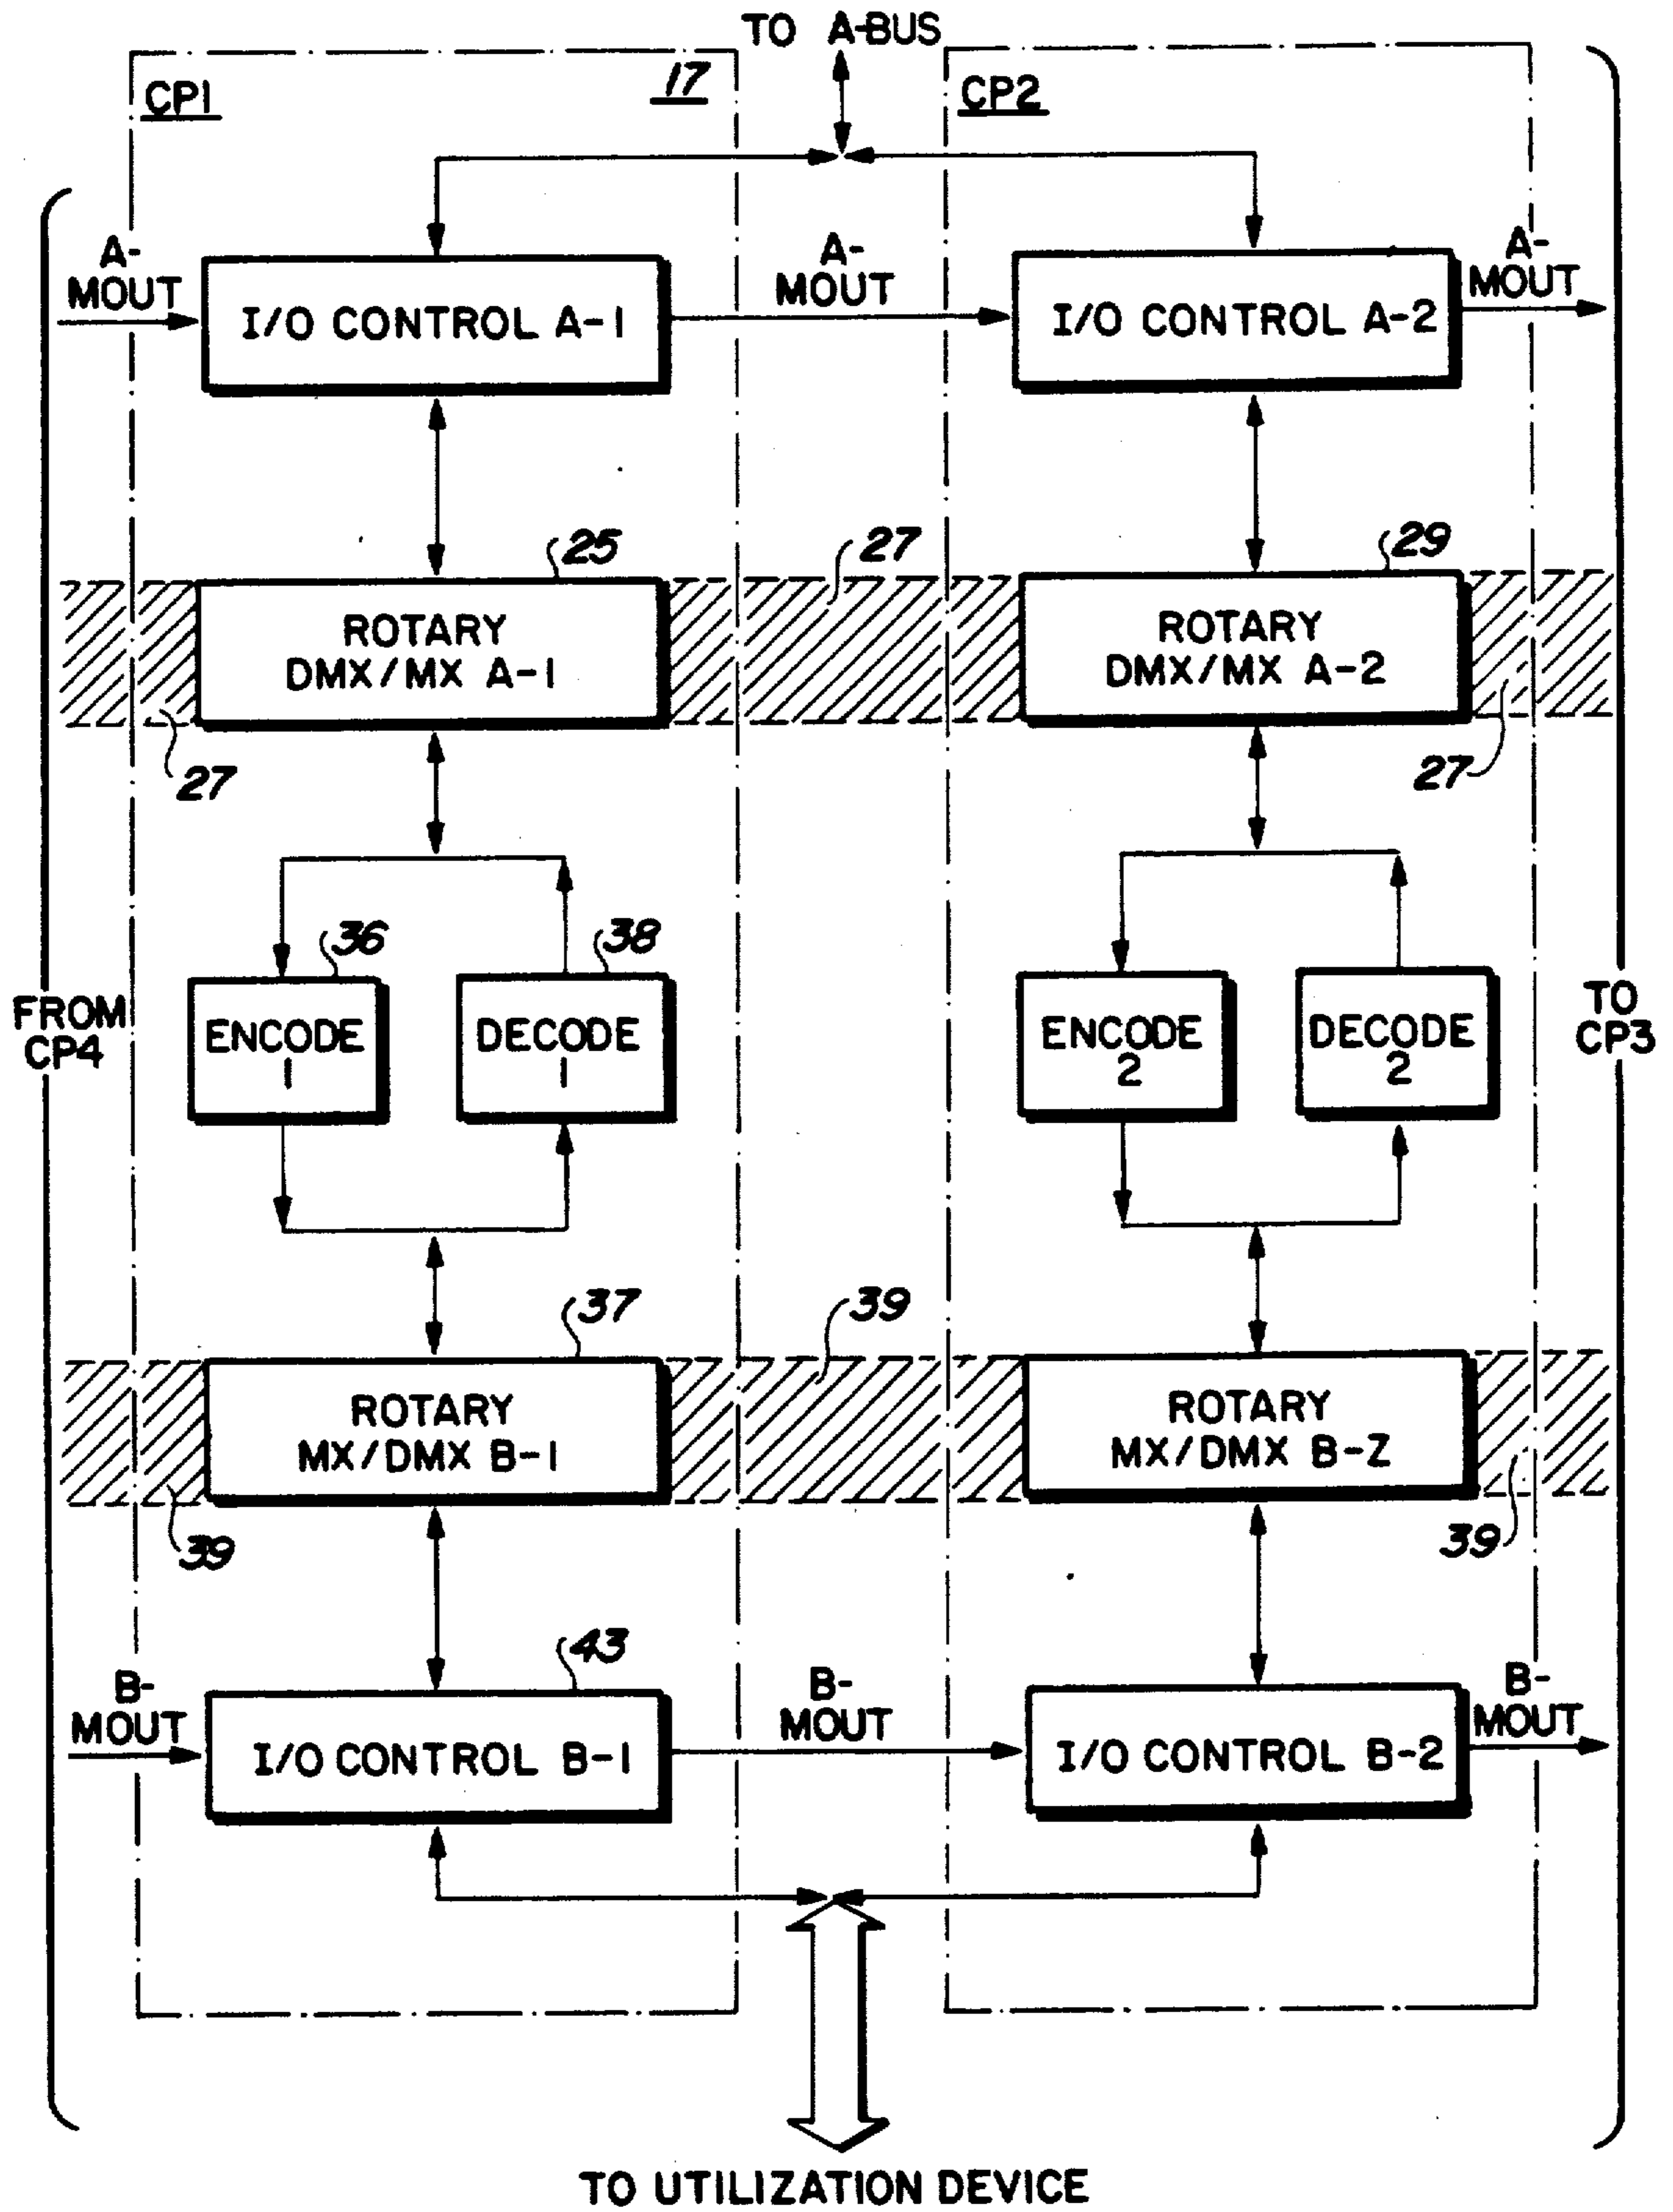 TO A-BUS
CP1
17
CP2
A-
MOUT
I/O CONTROL A-1
A-
MOUT
I/O CONTROL A-2
A-
MOUT
25
27
29
ROTARY
DMX/MX A-1
ROTARY
DMX/MX A-2
27
27
36
38
FROM
CP4
ENCODE
1
DECODE
1
ENCODE
2
DECODE
2
TO
CP3
37
39
ROTARY
MX/DMX B-1
ROTARY
MX/DMX B-Z
39
39
43
B-
MOUT
I/O CONTROL B-1
B-
MOUT
I/O CONTROL B-2
B-
MOUT
TO UTILIZATION DEVICE